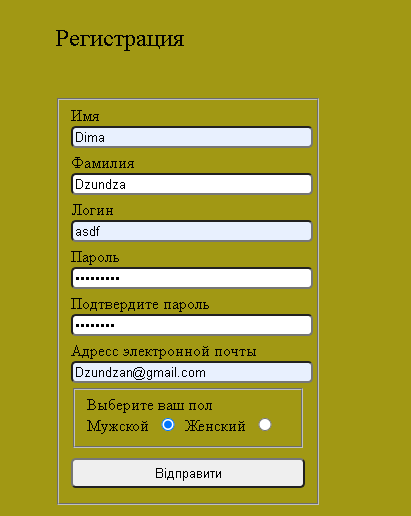 Регистрация
Имя
Dima
Фамилия
Dzundza
Логин
asdf
Пароль
•••••••••
Подтвердите пароль
••••••••
Адресс электронной почты
Dzundzan@gmail.com
Выберите ваш пол
Мужской Женский
Відправити